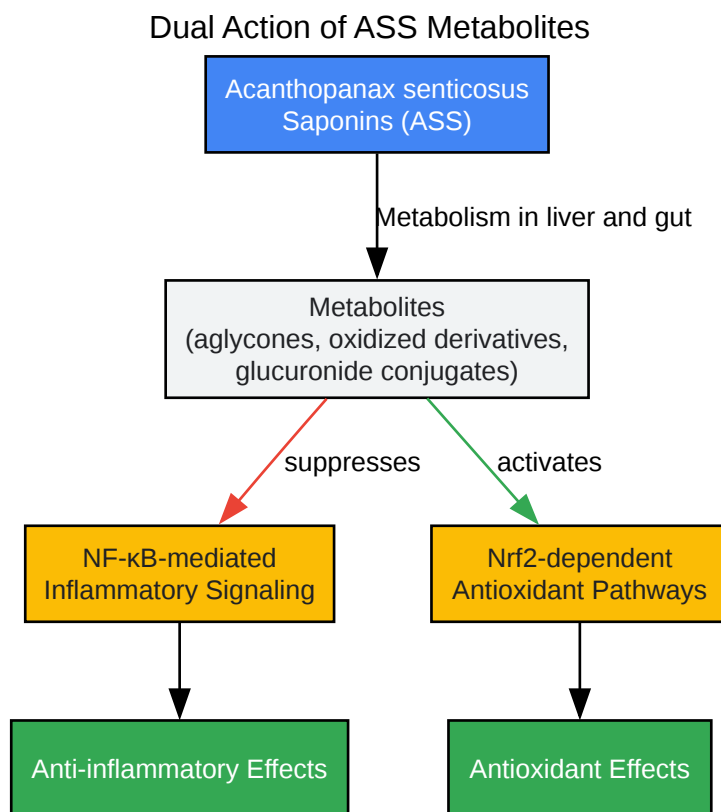 Dual Action of ASS Metabolites
Acanthopanax senticosus
Saponins (ASS)
Metabolism in liver and gut
Metabolites
(aglycones, oxidized derivatives,
glucuronide conjugates)
suppresses
activates
NF-κB-mediated
Inflammatory Signaling
Nrf2-dependent
Antioxidant Pathways
Anti-inflammatory Effects
Antioxidant Effects